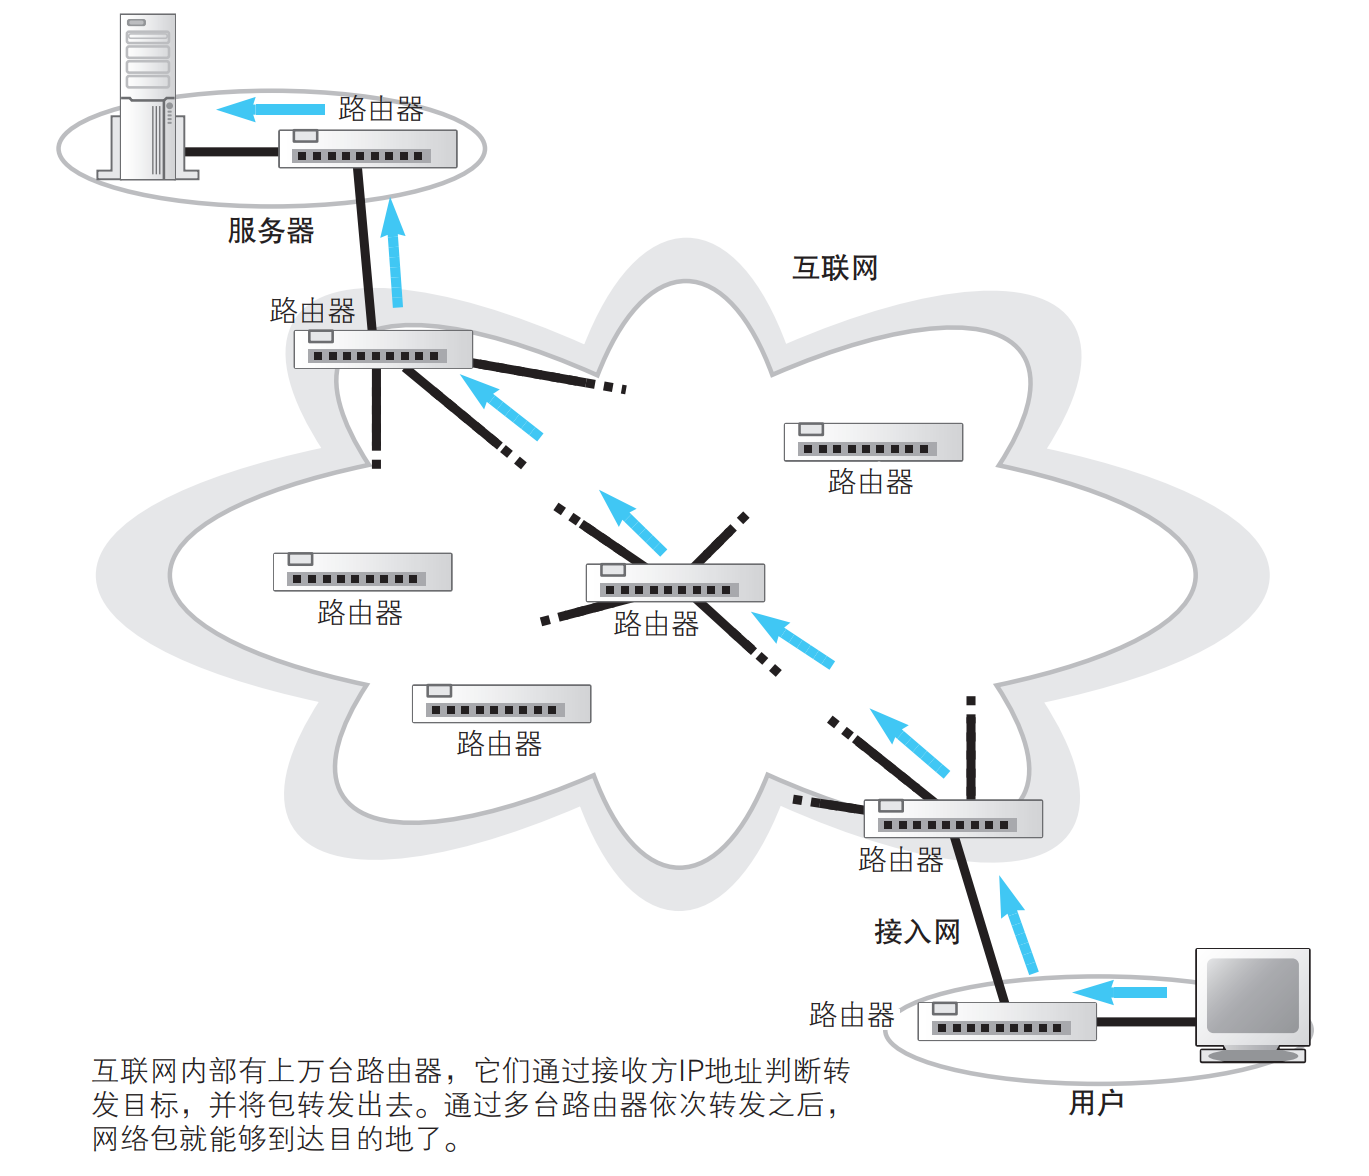 路由器
服务器
互联网
路由器
路由器
路由器
路由器
路由器
路由器
接入网
路由器
用户
互联网内部有上万台路由器，它们通过接收方IP地址判断转
发目标，并将包转发出去。通过多台路由器依次转发之后，
网络包就能够到达目的地了。